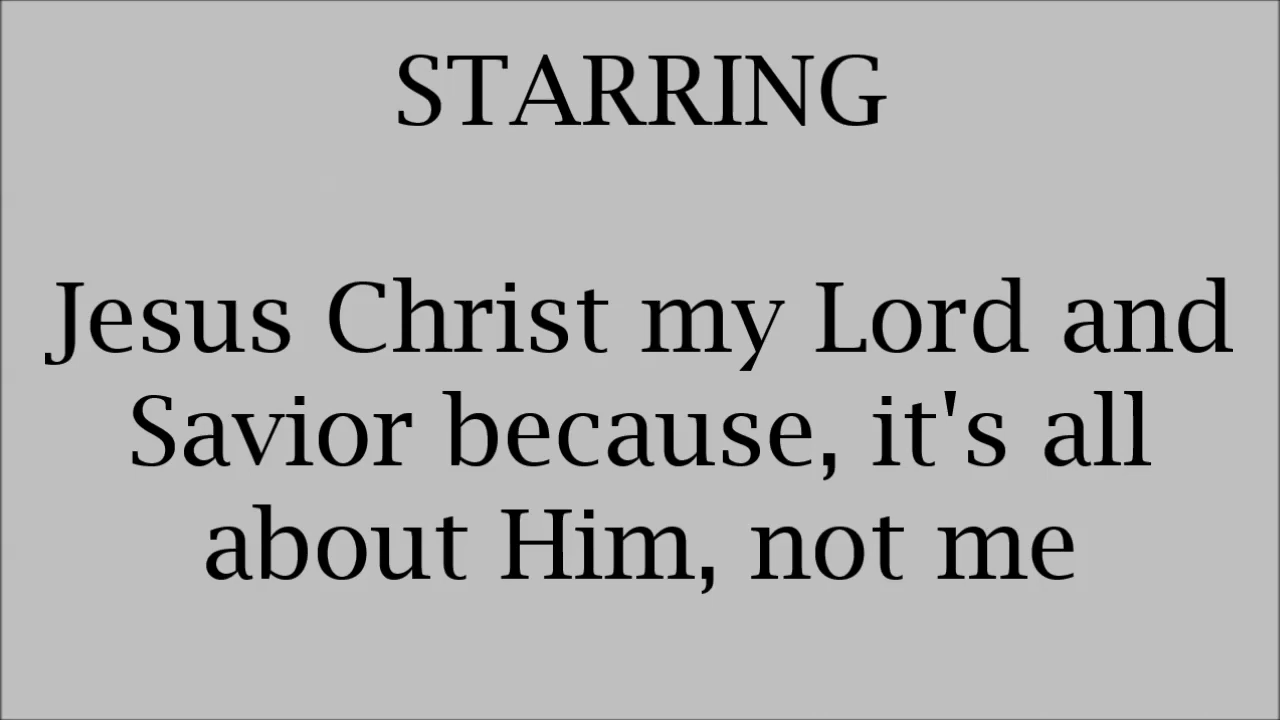 STARRING
Jesus Christ my Lord and
Savior because, it's all
about Him, not me